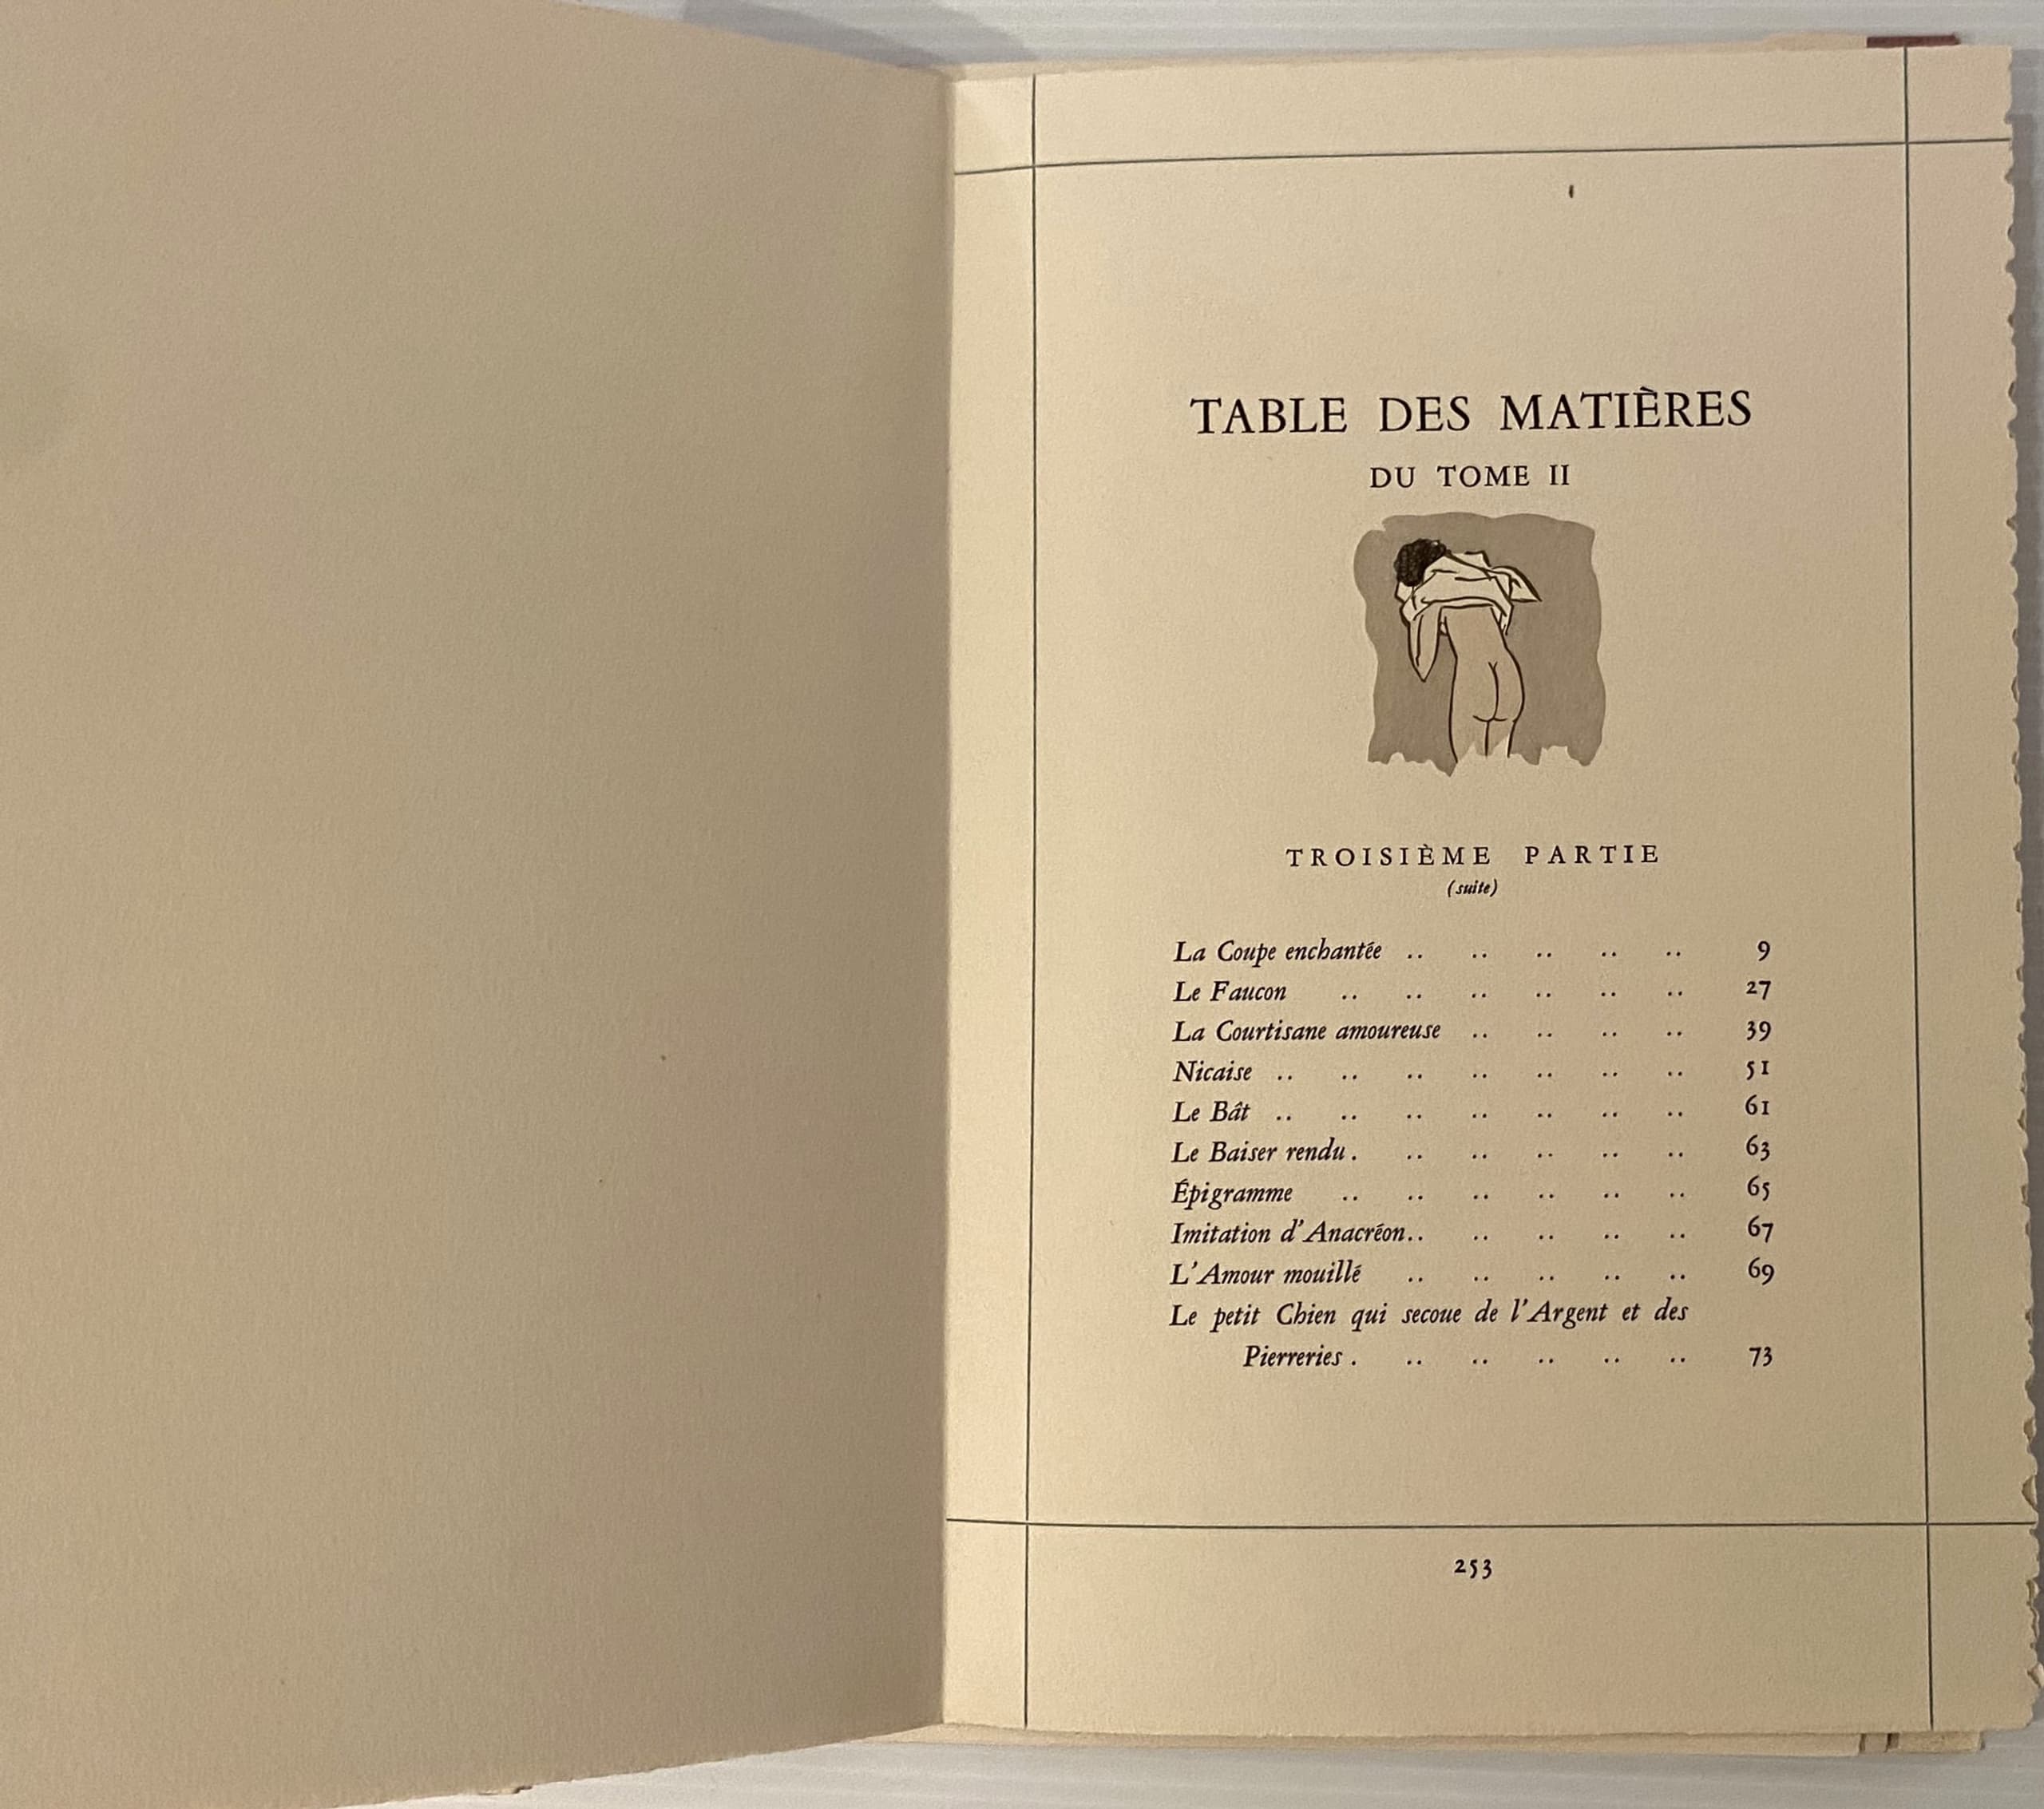 TABLE DES MATIÈRES
DU TOME II
TROISIÈME PARTIE
(suite)
La Coupe enchantée .. .. .. .. .. 9
Le Faucon .. .. .. .. .. .. 27
La Courtisane amoureuse .. .. .. .. 39
Nicaise .. .. .. .. .. .. .. 51
Le Bât .. .. .. .. .. .. .. 61
Le Baiser rendu . .. .. .. .. .. 63
Épigramme .. .. .. .. .. .. 65
Imitation d'Anacréon .. .. .. .. .. 67
L'Amour mouillé .. .. .. .. .. 69
Le petit Chien qui secoue de l'Argent et des
Pierreries . .. .. .. .. .. 73
253